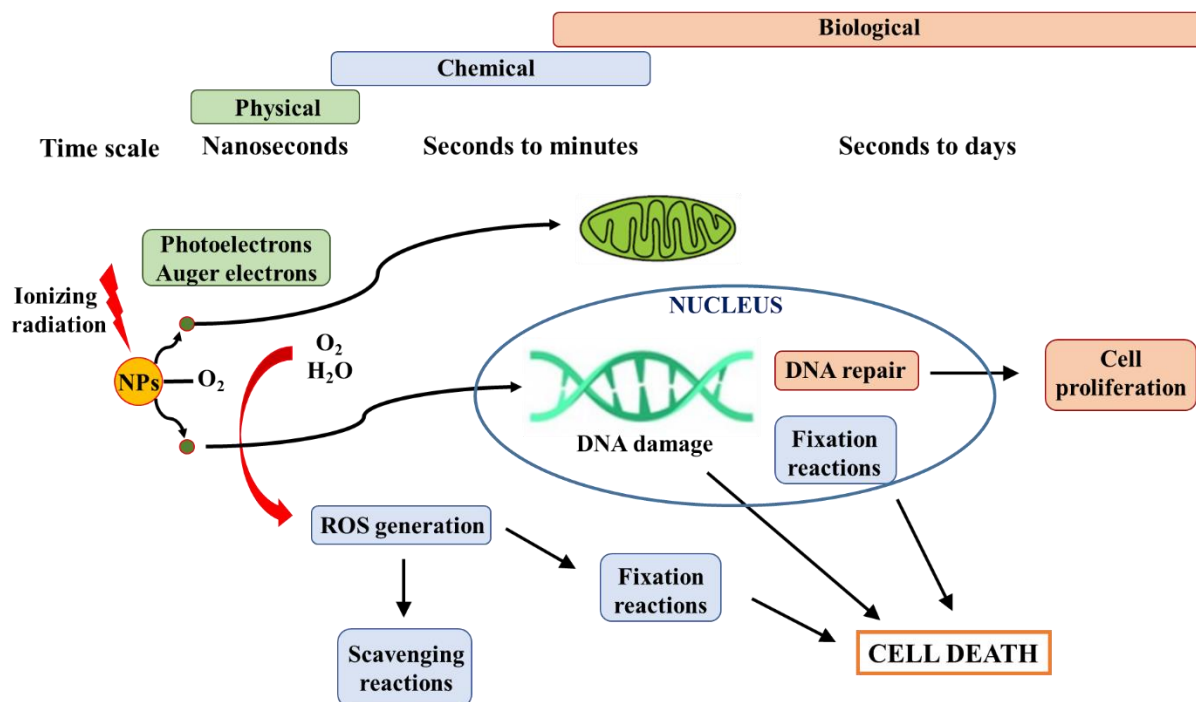 Biological
Chemical
Physical
Time scale
Nanoseconds
Seconds to minutes
Seconds to days
Photoelectrons
Auger electrons
Ionizing
radiation
NPs
O₂
O₂
H₂O
NUCLEUS
DNA damage
DNA repair
Fixation
reactions
Cell
proliferation
ROS generation
Fixation
reactions
Scavenging
reactions
CELL DEATH